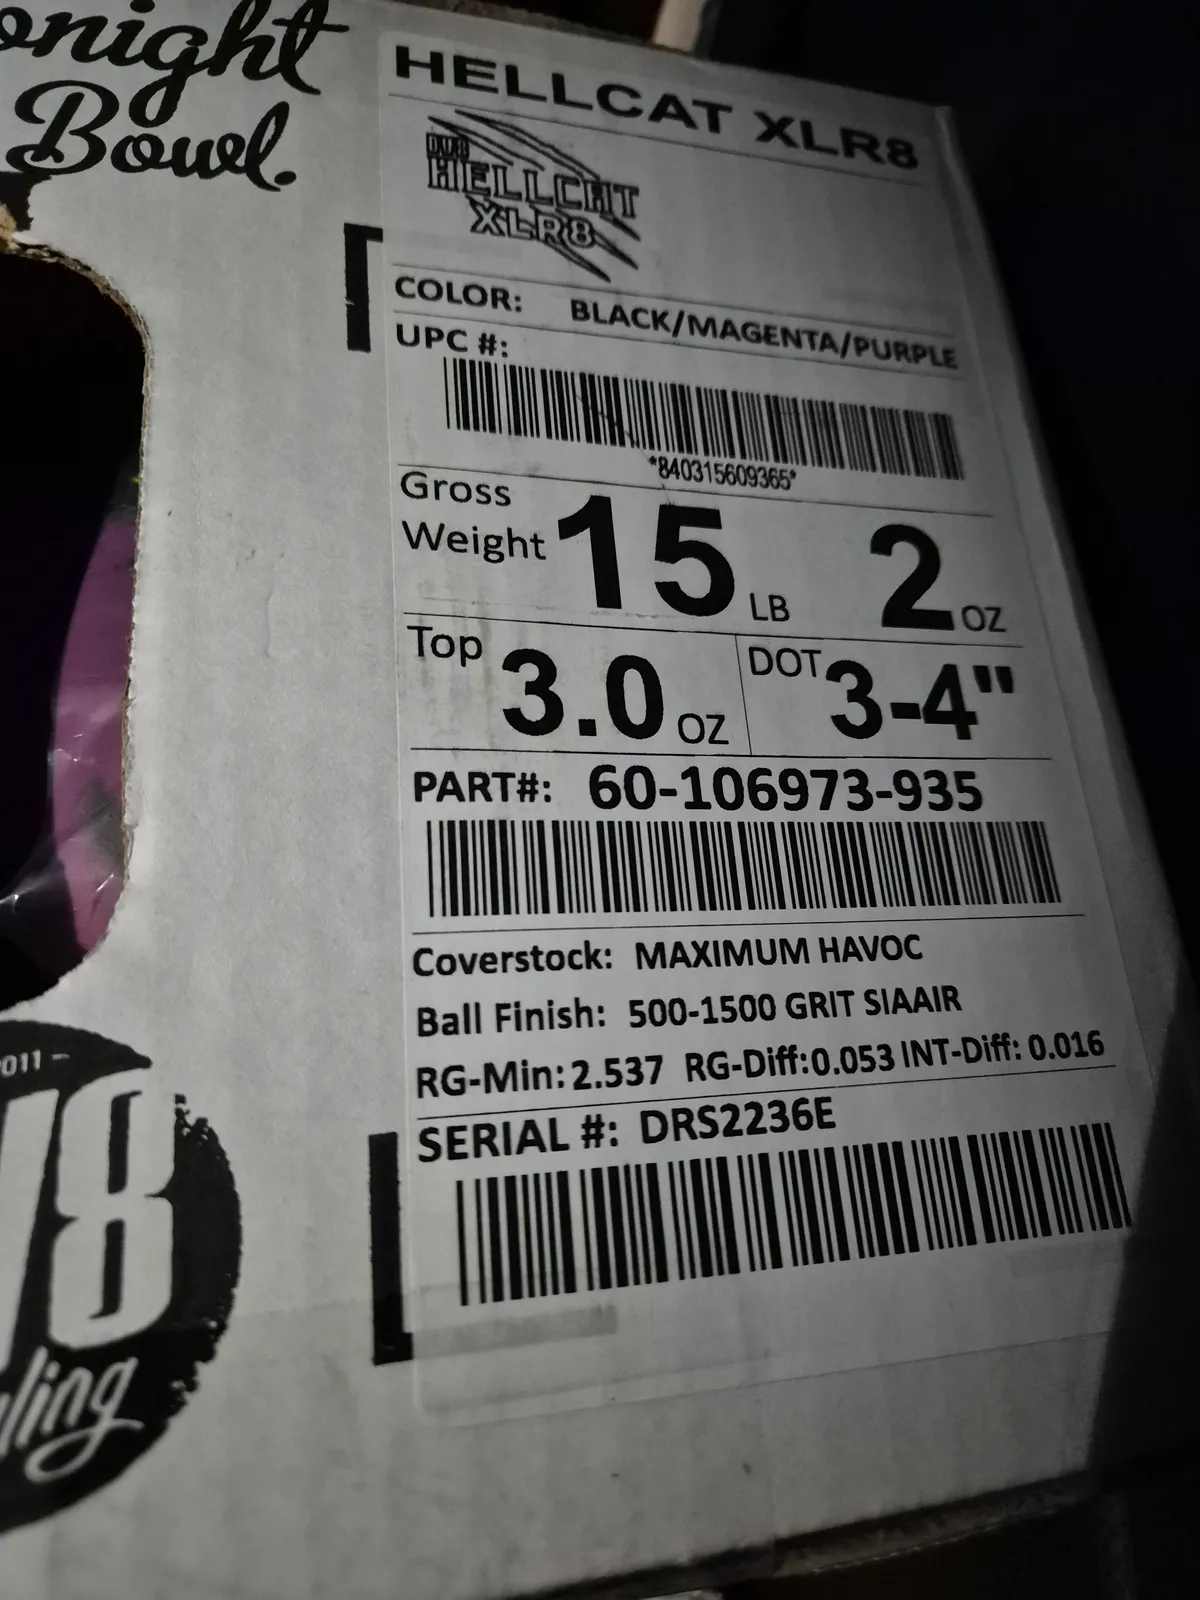 Bowl.
HELLCAT XLR8
DV8
HELLCAT
XLR8
COLOR: BLACK/MAGENTA/PURPLE
UPC #:
*840315609365*
Gross
Weight 15 LB 2 OZ
Top 3.0 OZ DOT 3-4"
PART#: 60-106973-935
Coverstock: MAXIMUM HAVOC
Ball Finish: 500-1500 GRIT SIAAIR
RG-Min: 2.537 RG-Diff:0.053 INT-Diff: 0.016
SERIAL #: DRS2236E